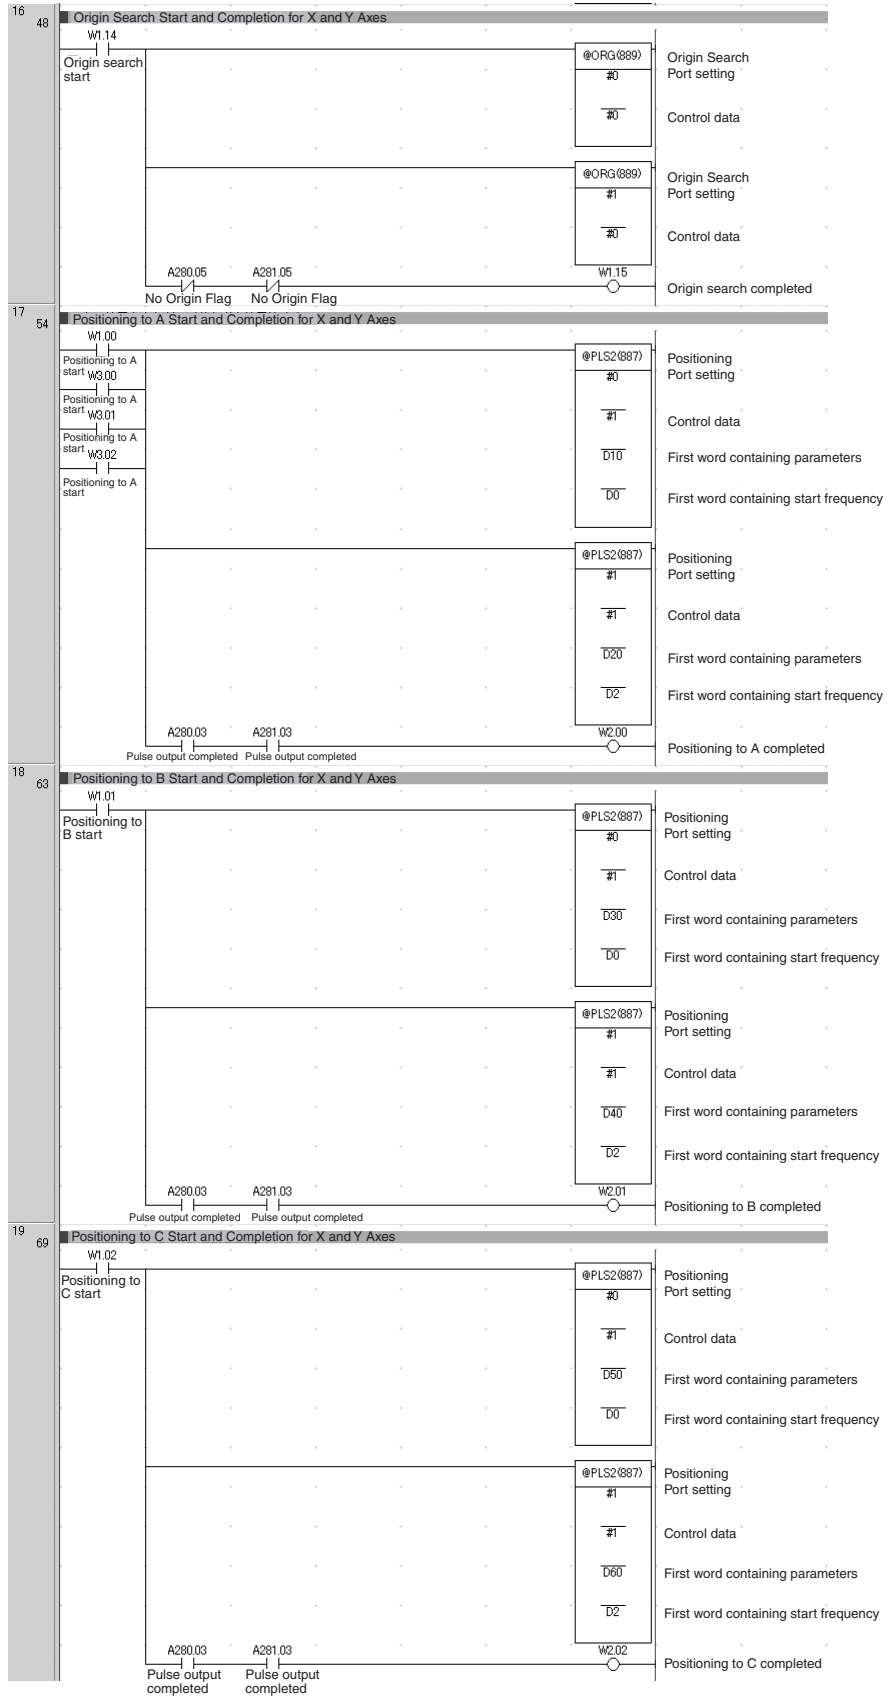 16
48
Origin Search Start and Completion for X and Y Axes
W1.14
Origin search
start
@ORG(889)
#0
#0
Origin Search
Port setting
Control data
@ORG(889)
#1
#0
Origin Search
Port setting
Control data
A280.05
A281.05
W1.15
No Origin Flag
No Origin Flag
Origin search completed
17
54
Positioning to A Start and Completion for X and Y Axes
W1.00
Positioning to A
start
W3.00
Positioning to A
start
W3.01
Positioning to A
start
W3.02
Positioning to A
start
@PLS2(887)
#0
#1
D10
D0
Positioning
Port setting
Control data
First word containing parameters
First word containing start frequency
@PLS2(887)
#1
#1
D20
D2
Positioning
Port setting
Control data
First word containing parameters
First word containing start frequency
A280.03
A281.03
W2.00
Pulse output completed
Pulse output completed
Positioning to A completed
18
63
Positioning to B Start and Completion for X and Y Axes
W1.01
Positioning to
B start
@PLS2(887)
#0
#1
D30
D0
Positioning
Port setting
Control data
First word containing parameters
First word containing start frequency
@PLS2(887)
#1
#1
D40
D2
Positioning
Port setting
Control data
First word containing parameters
First word containing start frequency
A280.03
A281.03
W2.01
Pulse output completed
Pulse output completed
Positioning to B completed
19
69
Positioning to C Start and Completion for X and Y Axes
W1.02
Positioning to
C start
@PLS2(887)
#0
#1
D50
D0
Positioning
Port setting
Control data
First word containing parameters
First word containing start frequency
@PLS2(887)
#1
#1
D60
D2
Positioning
Port setting
Control data
First word containing parameters
First word containing start frequency
A280.03
A281.03
W2.02
Pulse output
completed
Pulse output
completed
Positioning to C completed